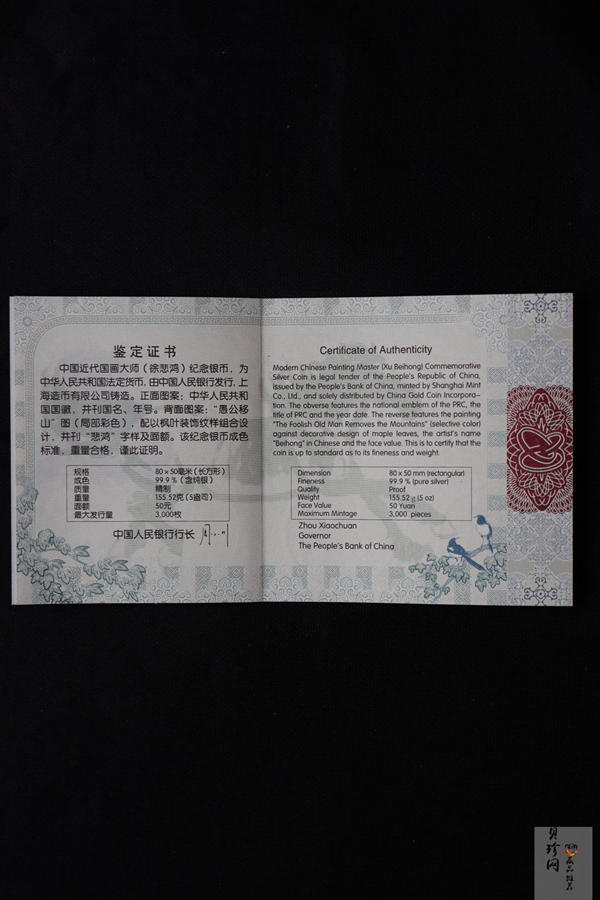 鉴定证书
中国近代国画大师（徐悲鸿）纪念银币，为
中华人民共和国法定货币，由中国人民银行发行，上
海造币有限公司铸造。正面图案：中华人民共和
国国徽，并刊国名、年号。背面图案：“愚公移
山”图（局部彩色），配以枫叶装饰纹样组合设
计，并刊“悲鸿”字样及面额。该纪念银币成色
标准，重量合格，谨此证明。
规格 80×50毫米（长方形）
成色 99.9％（含纯银）
质量 精制
重量 155.52克（5盎司）
面额 50元
最大发行量 3,000枚
中国人民银行行长
Certificate of Authenticity
Modern Chinese Painting Master (Xu Beihong) Commemorative
Silver Coin is legal tender of the People's Republic of China,
issued by the People's Bank of China, minted by Shanghai Mint
Co., Ltd., and solely distributed by China Gold Coin Incorpora-
tion. The obverse features the national emblem of the PRC, the
title of PRC and the year date. The reverse features the painting
"The Foolish Old Man Removes the Mountains" (selective color)
against decorative design of maple leaves, the artist's name
"Beihong" in Chinese and the face value. This is to certify that the
coin is up to standard as to its fineness and weight.
Dimension 80 x 50 mm (rectangular)
Fineness 99.9 % (pure silver)
Quality Proof
Weight 155.52 g (5 oz)
Face Value 50 Yuan
Maximum Mintage 3,000 pieces
Zhou Xiaochuan
Governor
The People's Bank of China
贝珍网